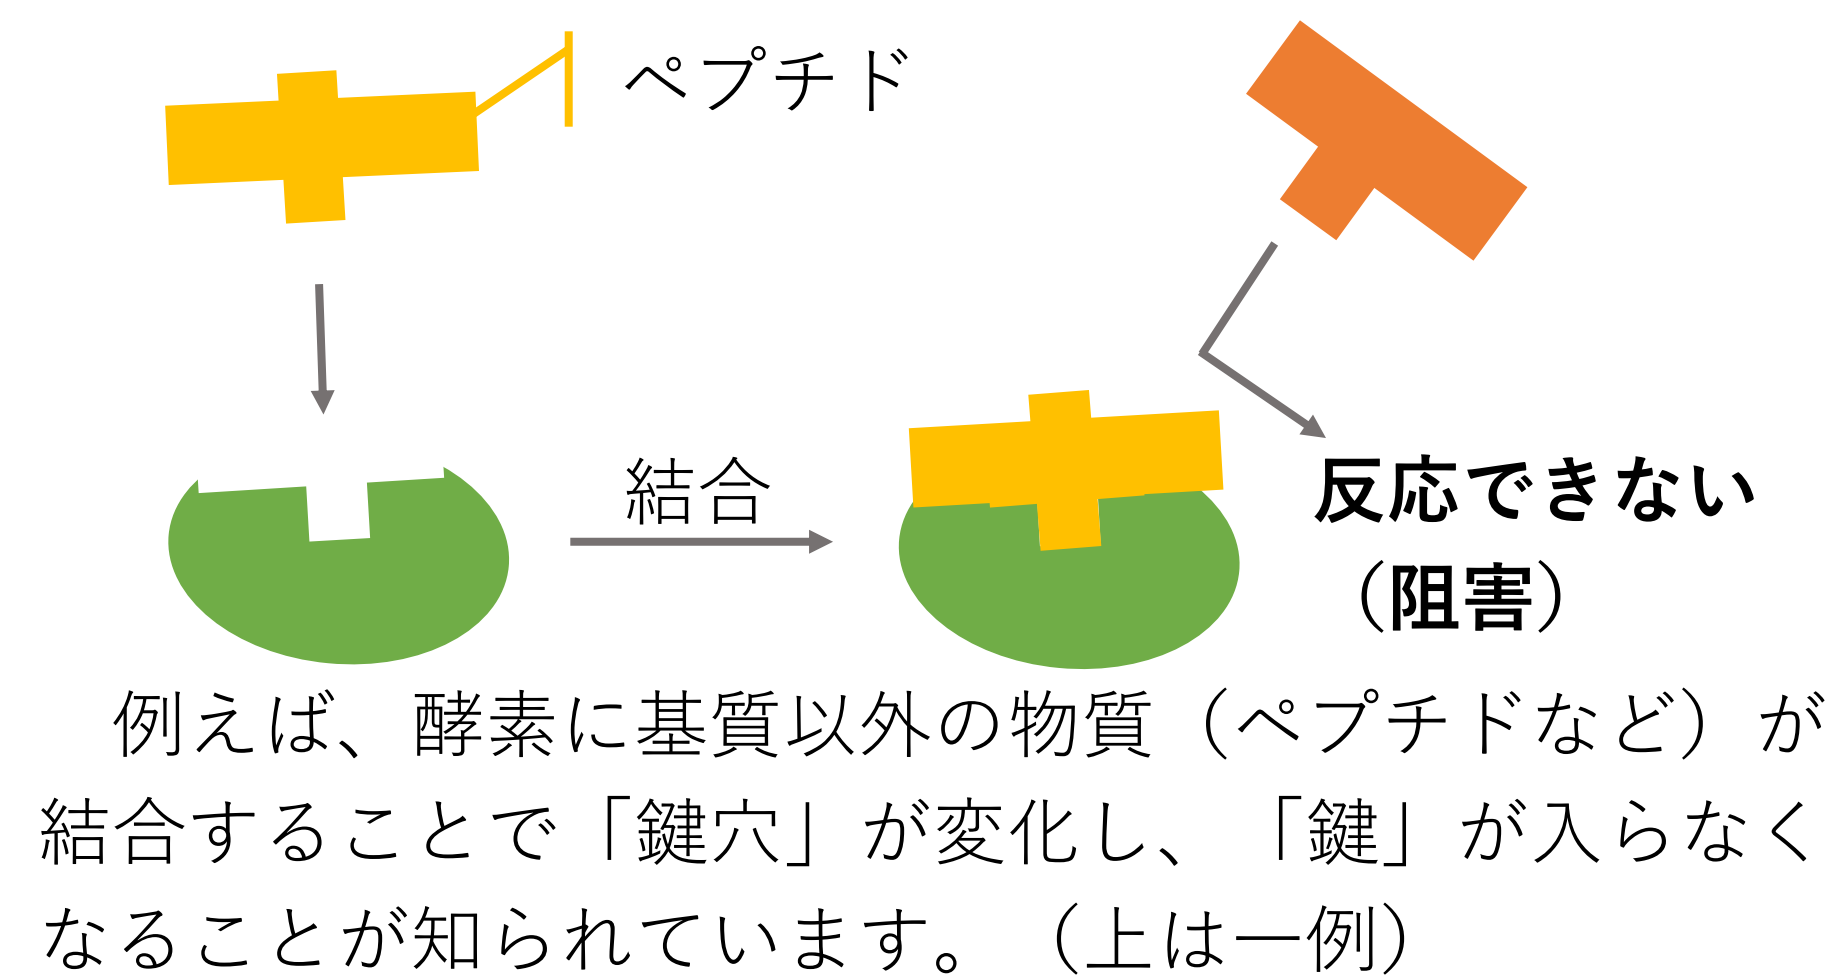 ペプチド
結合
反応できない
（阻害）
例えば、酵素に基質以外の物質（ペプチドなど）が
結合することで「鍵穴」が変化し、「鍵」が入らなく
なることが知られています。（上は一例）